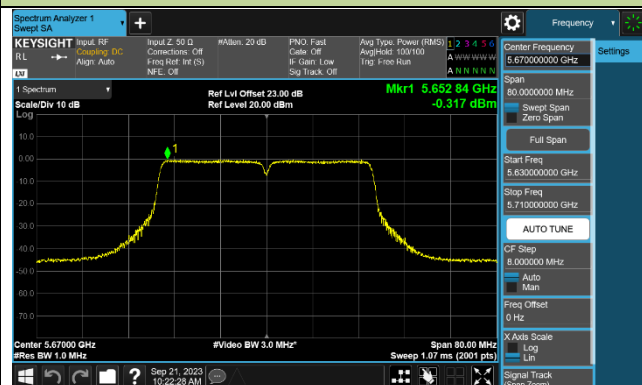 Spectrum Analyzer 1
Swept SA
+
Frequency
KEYSIGHT
RL
LXI
Input: RF
Coupling: DC
Align: Auto
Input Z: 50 Ω
Corrections: Off
Freq Ref: Int (S)
NFE: Off
#Atten: 20 dB
PNO: Fast
Gate: Off
IF Gain: Low
Sig Track: Off
Avg Type: Power (RMS)
Avg|Hold: 100/100
Trig: Free Run
1 2 3 4 5 6
A W W W W W
A N N N N N
1 Spectrum
Scale/Div 10 dB
Log
Ref Lvl Offset 23.00 dB
Ref Level 20.00 dBm
Mkr1 5.652 84 GHz
-0.317 dBm
1
10.0
0.00
-10.0
-20.0
-30.0
-40.0
-50.0
-60.0
-70.0
Center 5.67000 GHz
#Res BW 1.0 MHz
#Video BW 3.0 MHz*
Span 80.00 MHz
Sweep 1.07 ms (2001 pts)
Center Frequency
5.670000000 GHz
Span
80.0000000 MHz
Swept Span
Zero Span
Full Span
Start Freq
5.630000000 GHz
Stop Freq
5.710000000 GHz
AUTO TUNE
CF Step
8.000000 MHz
Auto
Man
Freq Offset
0 Hz
X Axis Scale
Log
Lin
Signal Track
(Span Zoom)
Settings
?
Sep 21, 2023
10:22:28 AM